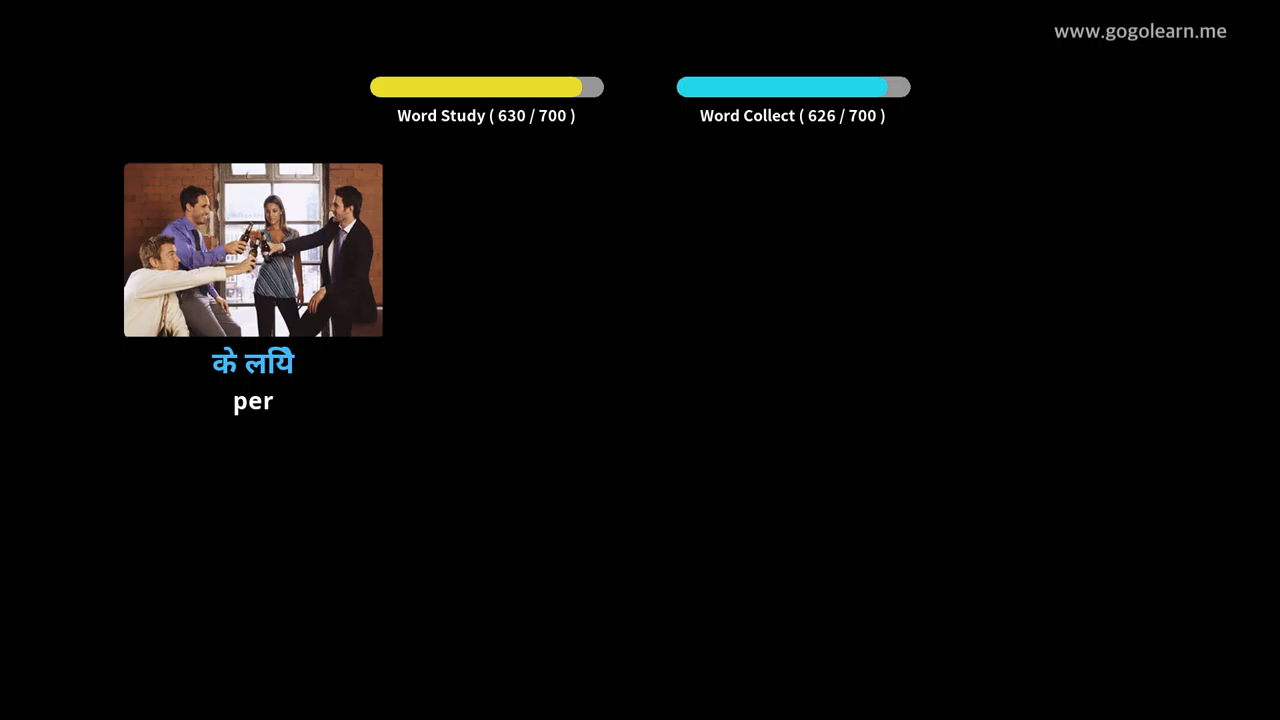 www.gogolearn.me
Word Study ( 630 / 700 )
Word Collect ( 626 / 700 )
के लिये
per